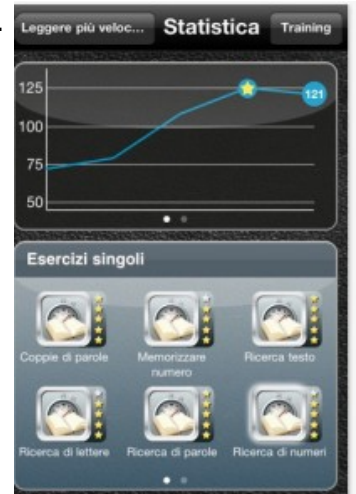 Leggere più veloc... Statistica Training
125
121
100
75
50
Esercizi singoli
Coppie di parole Memorizzare numero Ricerca testo
Ricerca di lettere Ricerca di parole Ricerca di numeri